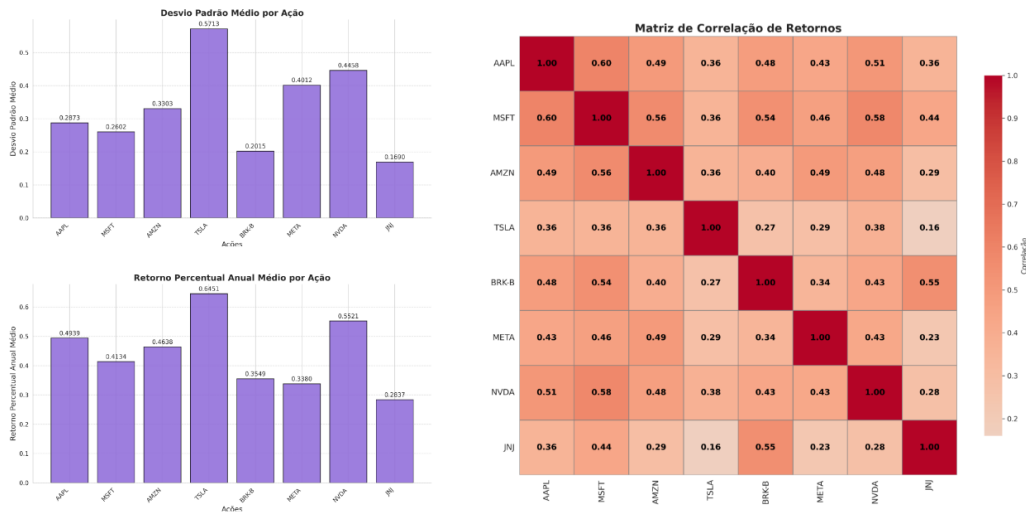 Desvio Padrão Médio por Ação
Desvio Padrão Médio
0.5
0.4
0.3
0.2
0.1
0.0
0.2873
0.2602
0.3303
0.5713
0.2015
0.4012
0.4458
0.1690
AAPL
MSFT
AMZN
TSLA
BRK-B
META
NVDA
JNJ
Ações
Retorno Percentual Anual Médio por Ação
Retorno Percentual Anual Médio
0.6
0.5
0.4
0.3
0.2
0.1
0.0
0.4939
0.4134
0.4638
0.6451
0.3549
0.3380
0.5521
0.2837
AAPL
MSFT
AMZN
TSLA
BRK-B
META
NVDA
JNJ
Ações
Matriz de Correlação de Retornos
AAPL 1.00 0.60 0.49 0.36 0.48 0.43 0.51 0.36
MSFT 0.60 1.00 0.56 0.36 0.54 0.46 0.58 0.44
AMZN 0.49 0.56 1.00 0.36 0.40 0.49 0.48 0.29
TSLA 0.36 0.36 0.36 1.00 0.27 0.29 0.38 0.16
BRK-B 0.48 0.54 0.40 0.27 1.00 0.34 0.43 0.55
META 0.43 0.46 0.49 0.29 0.34 1.00 0.43 0.23
NVDA 0.51 0.58 0.48 0.38 0.43 0.43 1.00 0.28
JNJ 0.36 0.44 0.29 0.16 0.55 0.23 0.28 1.00
AAPL
MSFT
AMZN
TSLA
BRK-B
META
NVDA
JNJ
1.0
0.9
0.8
0.7
0.6
0.5
0.4
0.3
0.2
Correlação